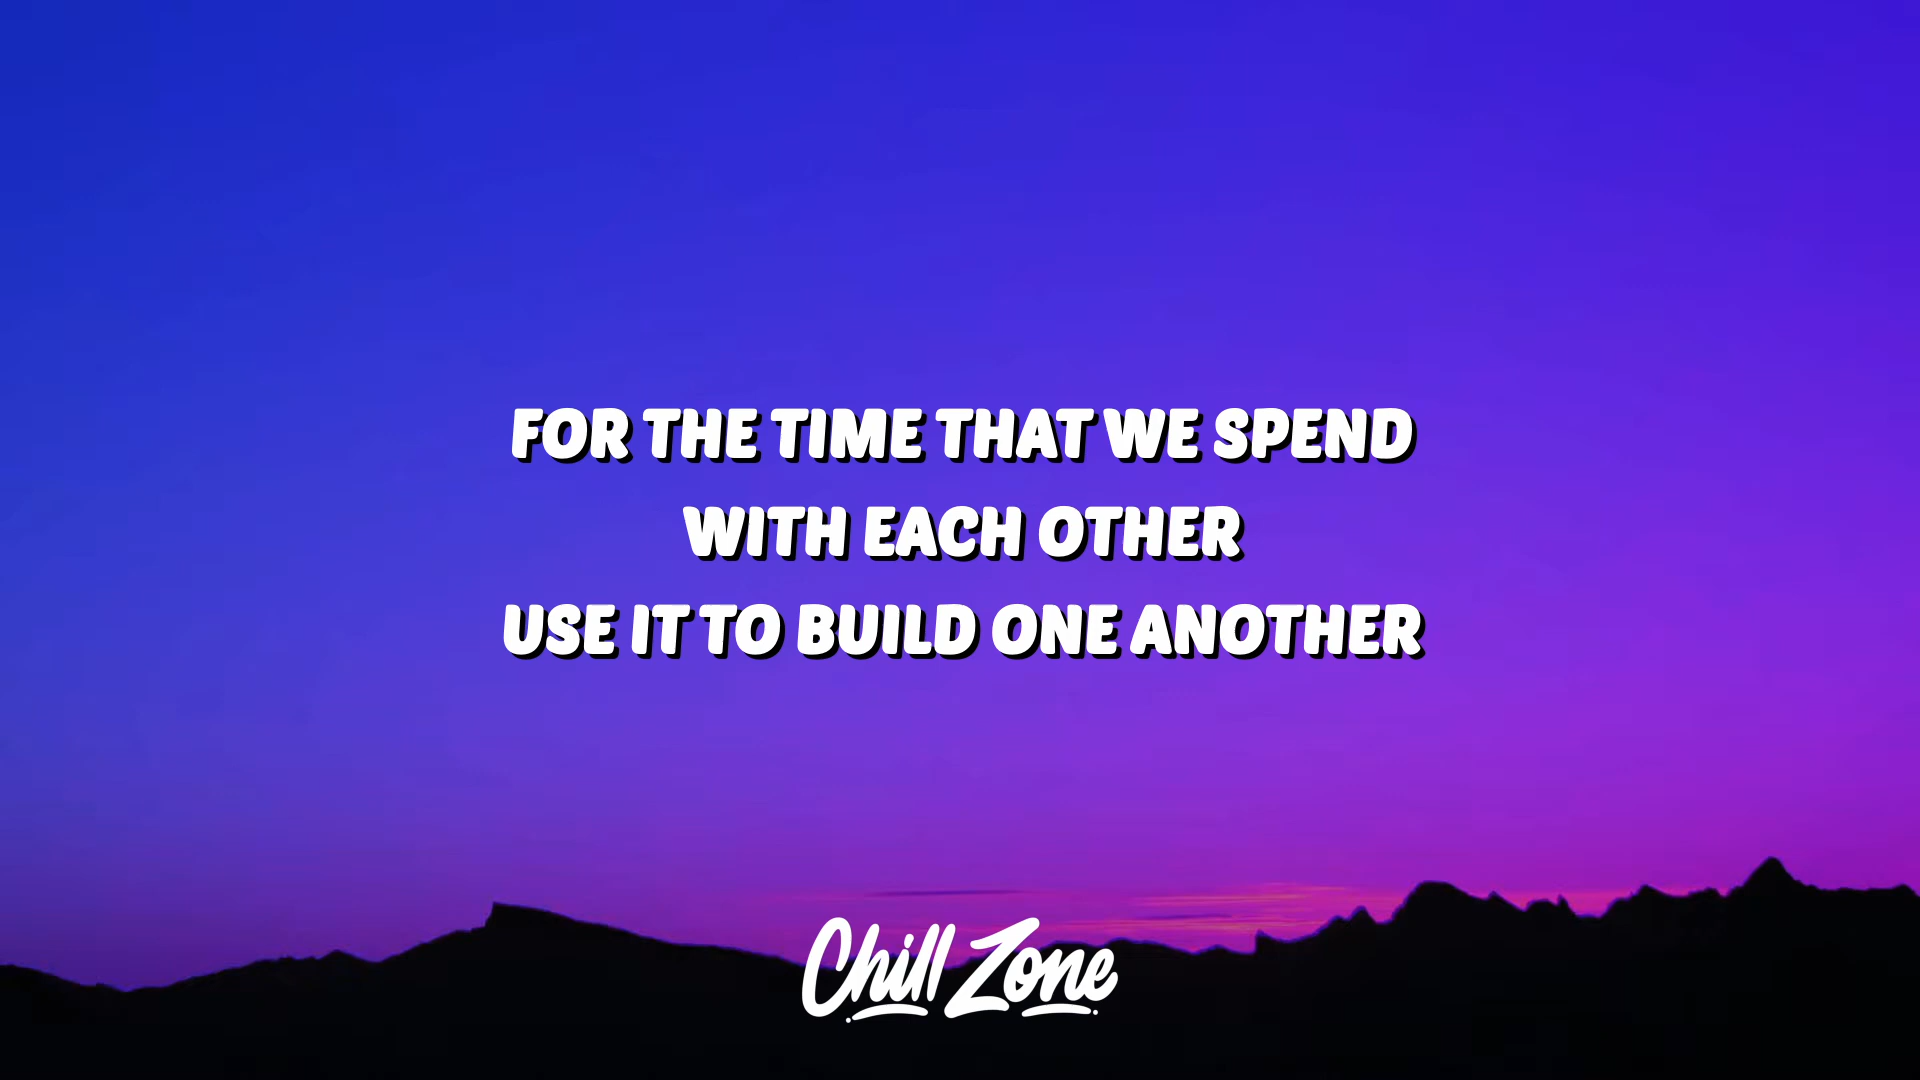 FOR THE TIME THAT WE SPEND
WITH EACH OTHER
USE IT TO BUILD ONE ANOTHER
Chill Zone